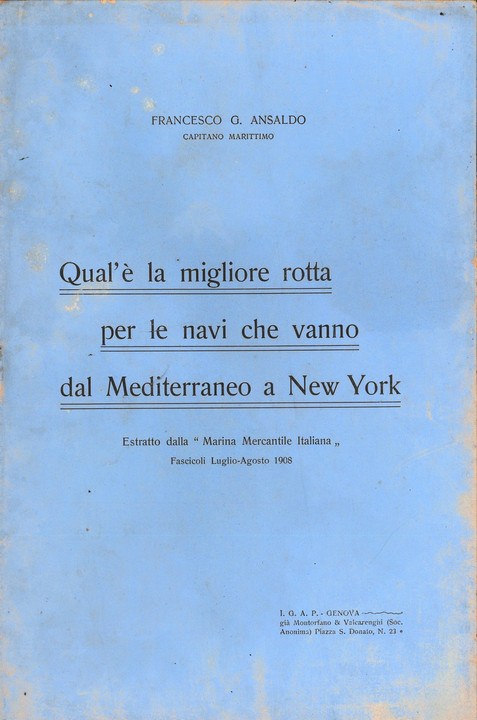 FRANCESCO G. ANSALDO
CAPITANO MARITTIMO
Qual'è la migliore rotta
per le navi che vanno
dal Mediterraneo a New York
Estratto dalla “ Marina Mercantile Italiana „
Fascicoli Luglio-Agosto 1908
I. G. A. P. - GENOVA
già Montorfano & Valcarenghi (Soc.
Anonima) Piazza S. Donato, N. 23